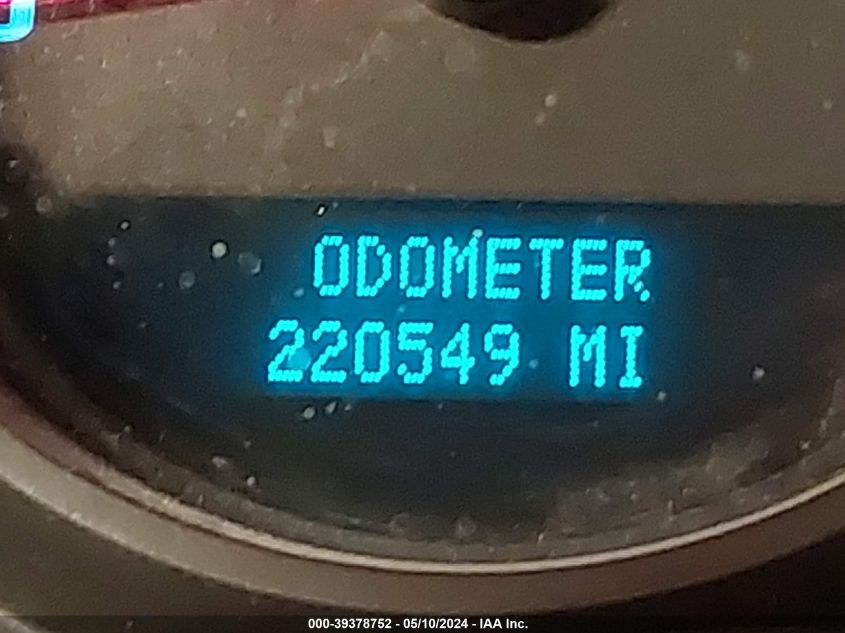 ODOMETER
220549 MI
000-39378752 - 05/10/2024 - IAA Inc.